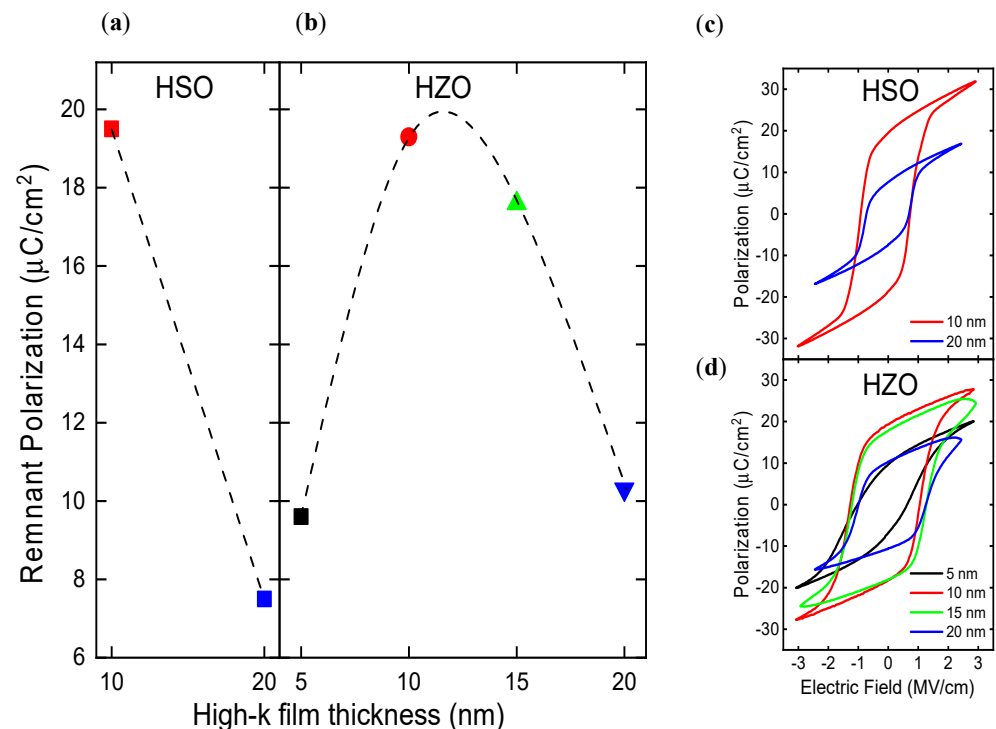 (a)
(b)
HSO
HZO
Remnant Polarization (μC/cm²)
20
18
16
14
12
10
8
6
10
20
5
10
15
20
High-k film thickness (nm)
(c)
HSO
Polarization (μC/cm²)
30
20
10
0
-10
-20
-30
10 nm
20 nm
(d)
HZO
Polarization (μC/cm²)
30
20
10
0
-10
-20
-30
5 nm
10 nm
15 nm
20 nm
-3 -2 -1 0 1 2 3
Electric Field (MV/cm)